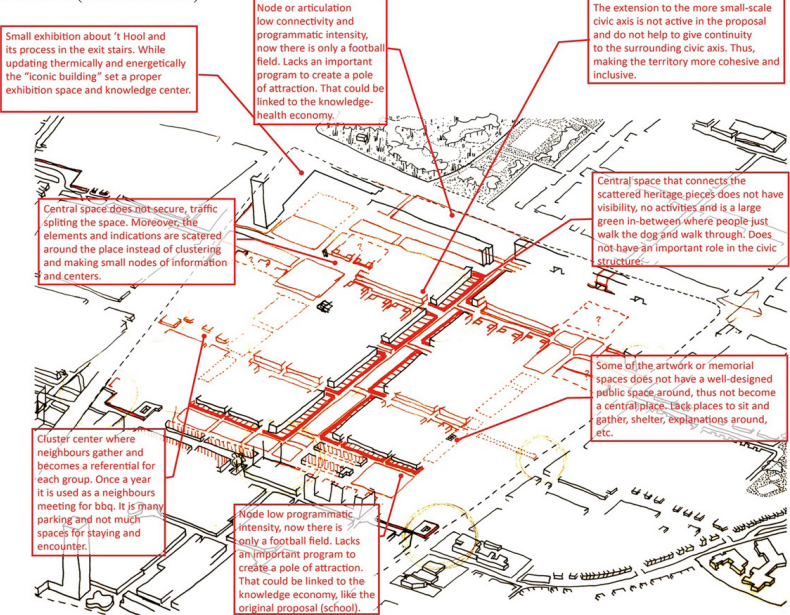 Small exhibition about ‘t Hool and
its process in the exit stairs. While
updating thermically and energetically
the “iconic building” set a proper
exhibition space and knowledge center.
Node or articulation
low connectivity and
programmatic intensity,
now there is only a football
field. Lacks an important
program to create a pole
of attraction. That could be
linked to the knowledge-
health economy.
The extension to the more small-scale
civic axis is not active in the proposal
and do not help to give continuity
to the surrounding civic axis. Thus,
making the territory more cohesive and
inclusive.
Central space does not secure, traffic
spliting the space. Moreover, the
elements and indications are scatered
around the place instead of clustering
and making small nodes of information
and centers.
Central space that connects the
scattered heritage pieces does not have
visibility, no activities and is a large
green in-between where people just
walk the dog and walk through. Does
not have an important role in the civic
structure.
Some of the artwork or memorial
spaces does not have a well-designed
public space around, thus not become
a central place. Lack places to sit and
gather, shelter, explanations around,
etc.
Cluster center where
neighbours gather and
becomes a referential for
each group. Once a year
it is used as a neighbours
meeting for bbq. It is many
parking and not much
spaces for staying and
encounter.
Node low programmatic
intensity, now there is
only a football field. Lacks
an important program to
create a pole of attraction.
That could be linked to the
knowledge economy, like the
original proposal (school).